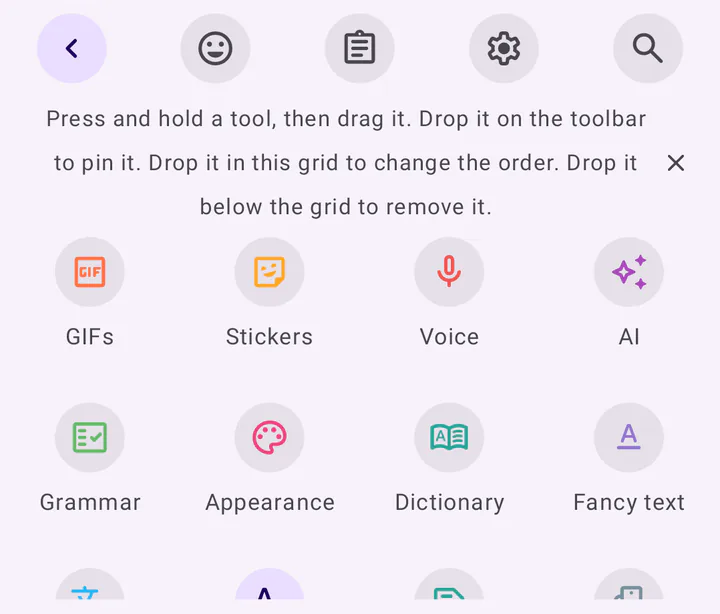 Press and hold a tool, then drag it. Drop it on the toolbar
to pin it. Drop it in this grid to change the order. Drop it
below the grid to remove it.
GIF
GIFs Stickers Voice AI
A A
Grammar Appearance Dictionary Fancy text